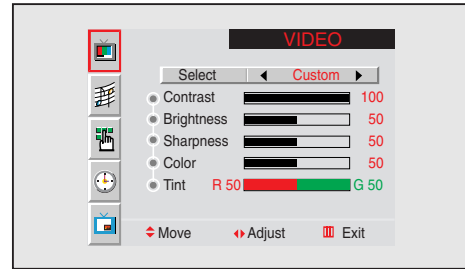 VIDEO
Select Custom
Contrast 100
Brightness 50
Sharpness 50
Color 50
Tint R 50 G 50
Move Adjust Exit